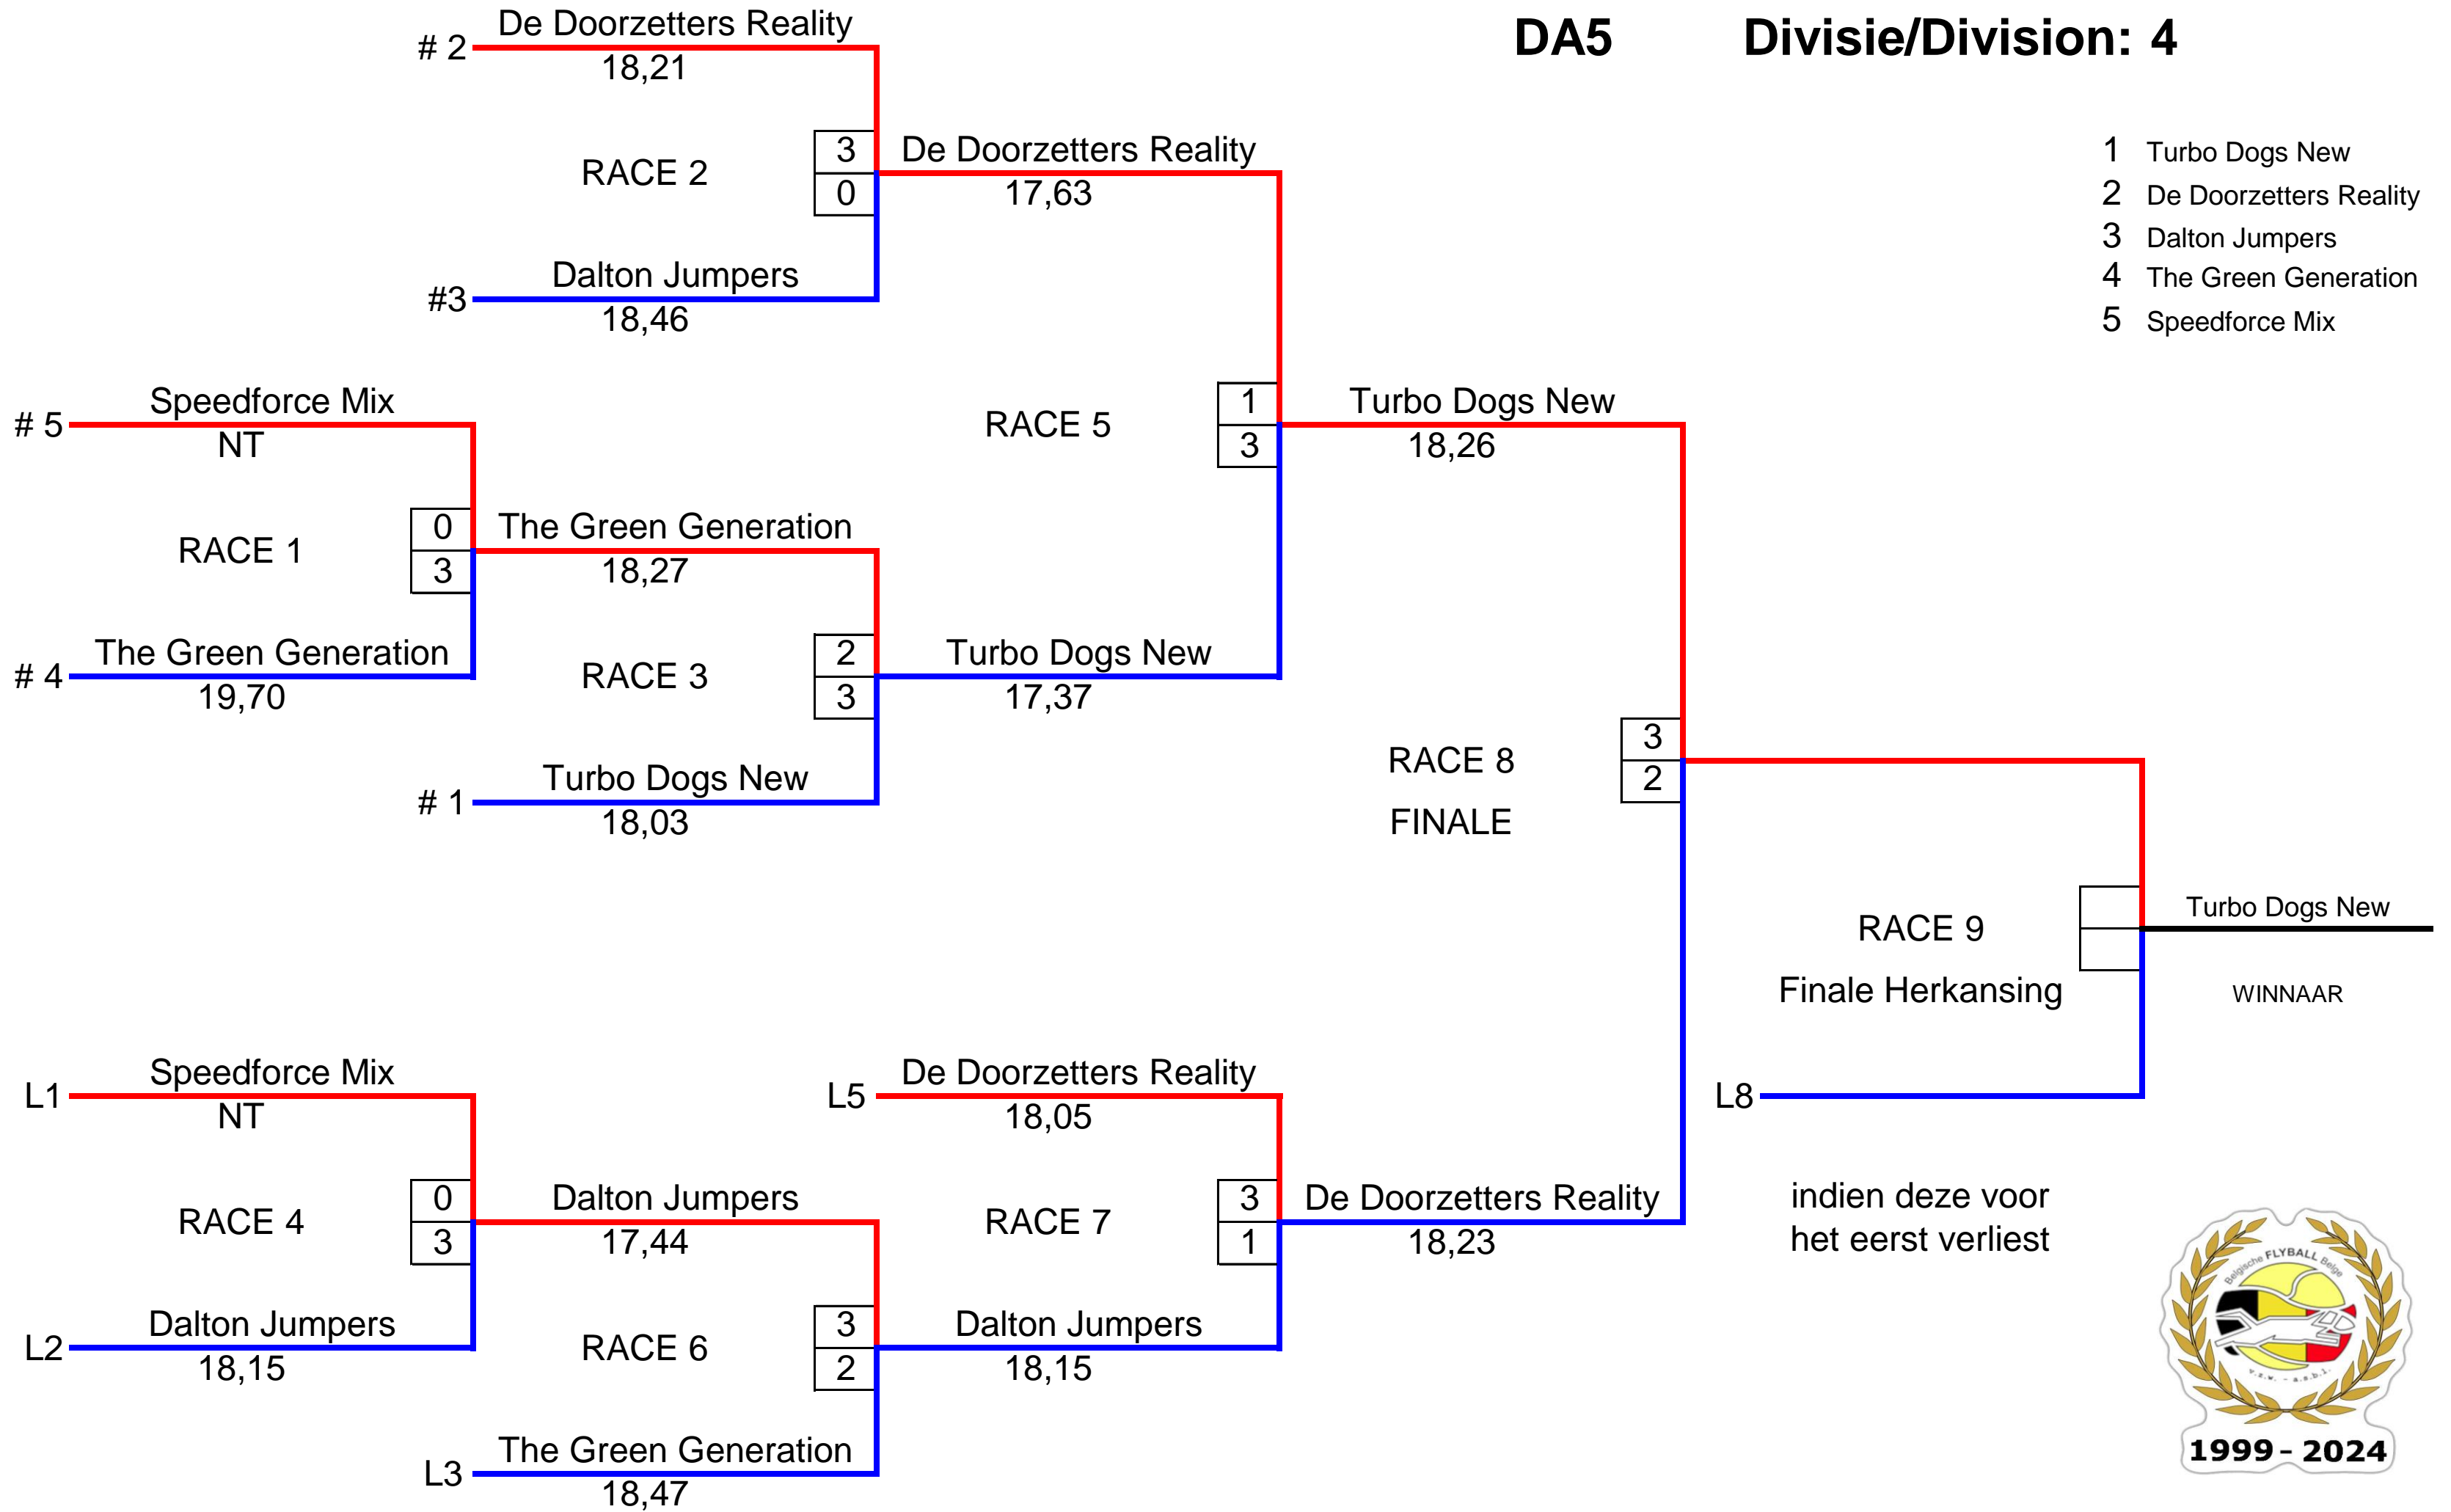 DA5 Divisie/Division: 4
1 Turbo Dogs New
2 De Doorzetters Reality
3 Dalton Jumpers
4 The Green Generation
5 Speedforce Mix
De Doorzetters Reality
# 2
18,21
RACE 2
3
0
Dalton Jumpers
#3
18,46
De Doorzetters Reality
17,63
Speedforce Mix
# 5
NT
RACE 1
0
3
The Green Generation
# 4
19,70
The Green Generation
18,27
RACE 3
2
3
Turbo Dogs New
# 1
18,03
Turbo Dogs New
17,37
RACE 5
1
3
Turbo Dogs New
18,26
RACE 8
FINALE
3
2
RACE 9
Finale Herkansing
Turbo Dogs New
WINNAAR
L8
indien deze voor
het eerst verliest
Speedforce Mix
L1
NT
RACE 4
0
3
Dalton Jumpers
L2
18,15
Dalton Jumpers
17,44
RACE 6
3
2
The Green Generation
L3
18,47
De Doorzetters Reality
L5
18,05
RACE 7
3
1
Dalton Jumpers
18,15
De Doorzetters Reality
18,23
Belgische FLYBALL Belge
v.z.w. - a.s.b.l.
1999 - 2024